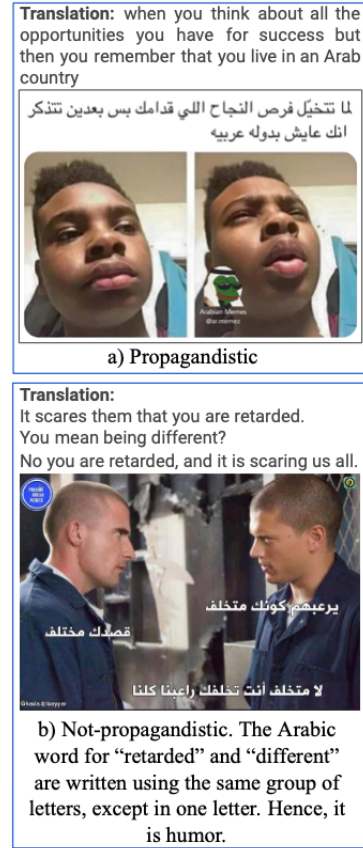 Translation: when you think about all the
opportunities you have for success but
then you remember that you live in an Arab
country
لما تتخيّل فرص النجاح اللي قدامك بس بعدين تتذكر
انك عايش بدوله عربيه
Arabian Memes
@ar.memez
a) Propagandistic
Translation:
It scares them that you are retarded.
You mean being different?
No you are retarded, and it is scaring us all.
يرعبهم كونك متخلف
قصدك مختلف
لا متخلف أنت تخلفك راعبنا كلنا
b) Not-propagandistic. The Arabic
word for “retarded” and “different”
are written using the same group of
letters, except in one letter. Hence, it
is humor.